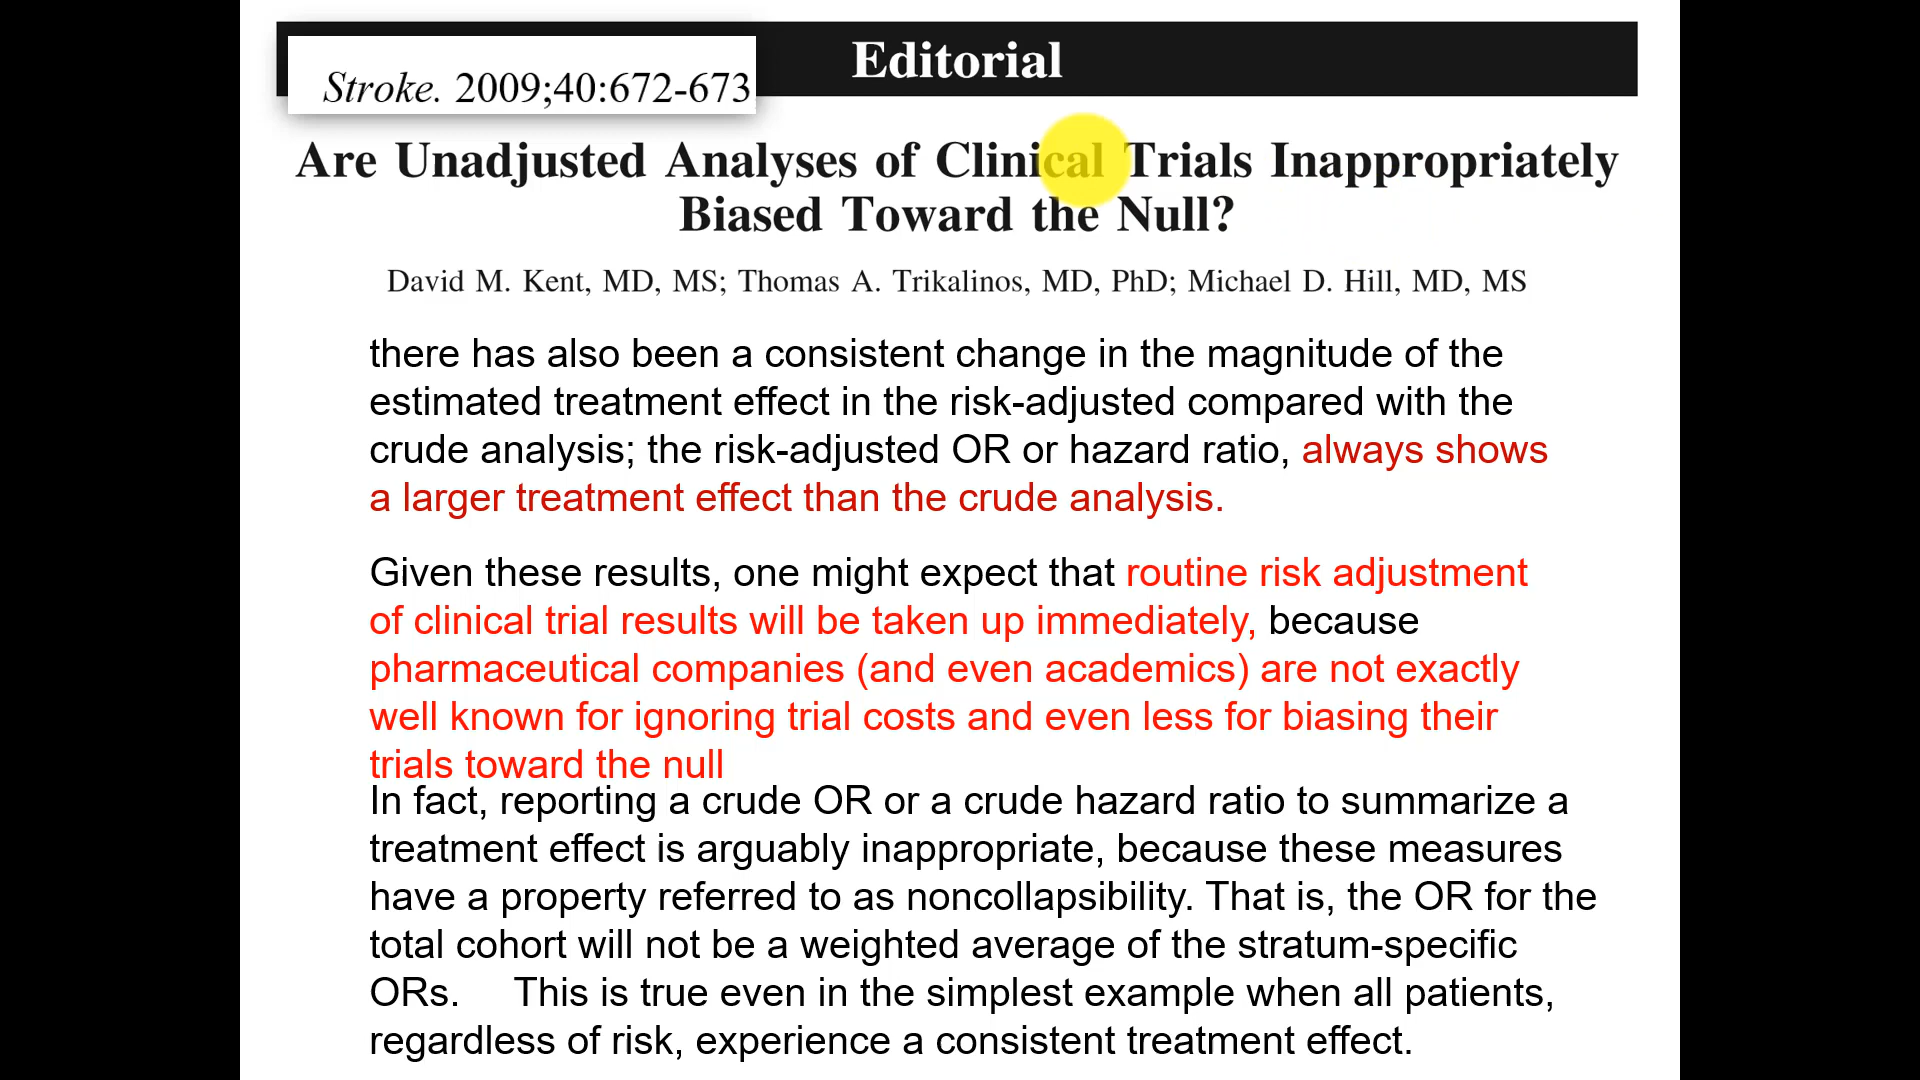 Editorial
Stroke. 2009;40:672-673
Are Unadjusted Analyses of Clinical Trials Inappropriately
Biased Toward the Null?
David M. Kent, MD, MS; Thomas A. Trikalinos, MD, PhD; Michael D. Hill, MD, MS
there has also been a consistent change in the magnitude of the
estimated treatment effect in the risk-adjusted compared with the
crude analysis; the risk-adjusted OR or hazard ratio, always shows
a larger treatment effect than the crude analysis.
Given these results, one might expect that routine risk adjustment
of clinical trial results will be taken up immediately, because
pharmaceutical companies (and even academics) are not exactly
well known for ignoring trial costs and even less for biasing their
trials toward the null
In fact, reporting a crude OR or a crude hazard ratio to summarize a
treatment effect is arguably inappropriate, because these measures
have a property referred to as noncollapsibility. That is, the OR for the
total cohort will not be a weighted average of the stratum-specific
ORs. This is true even in the simplest example when all patients,
regardless of risk, experience a consistent treatment effect.